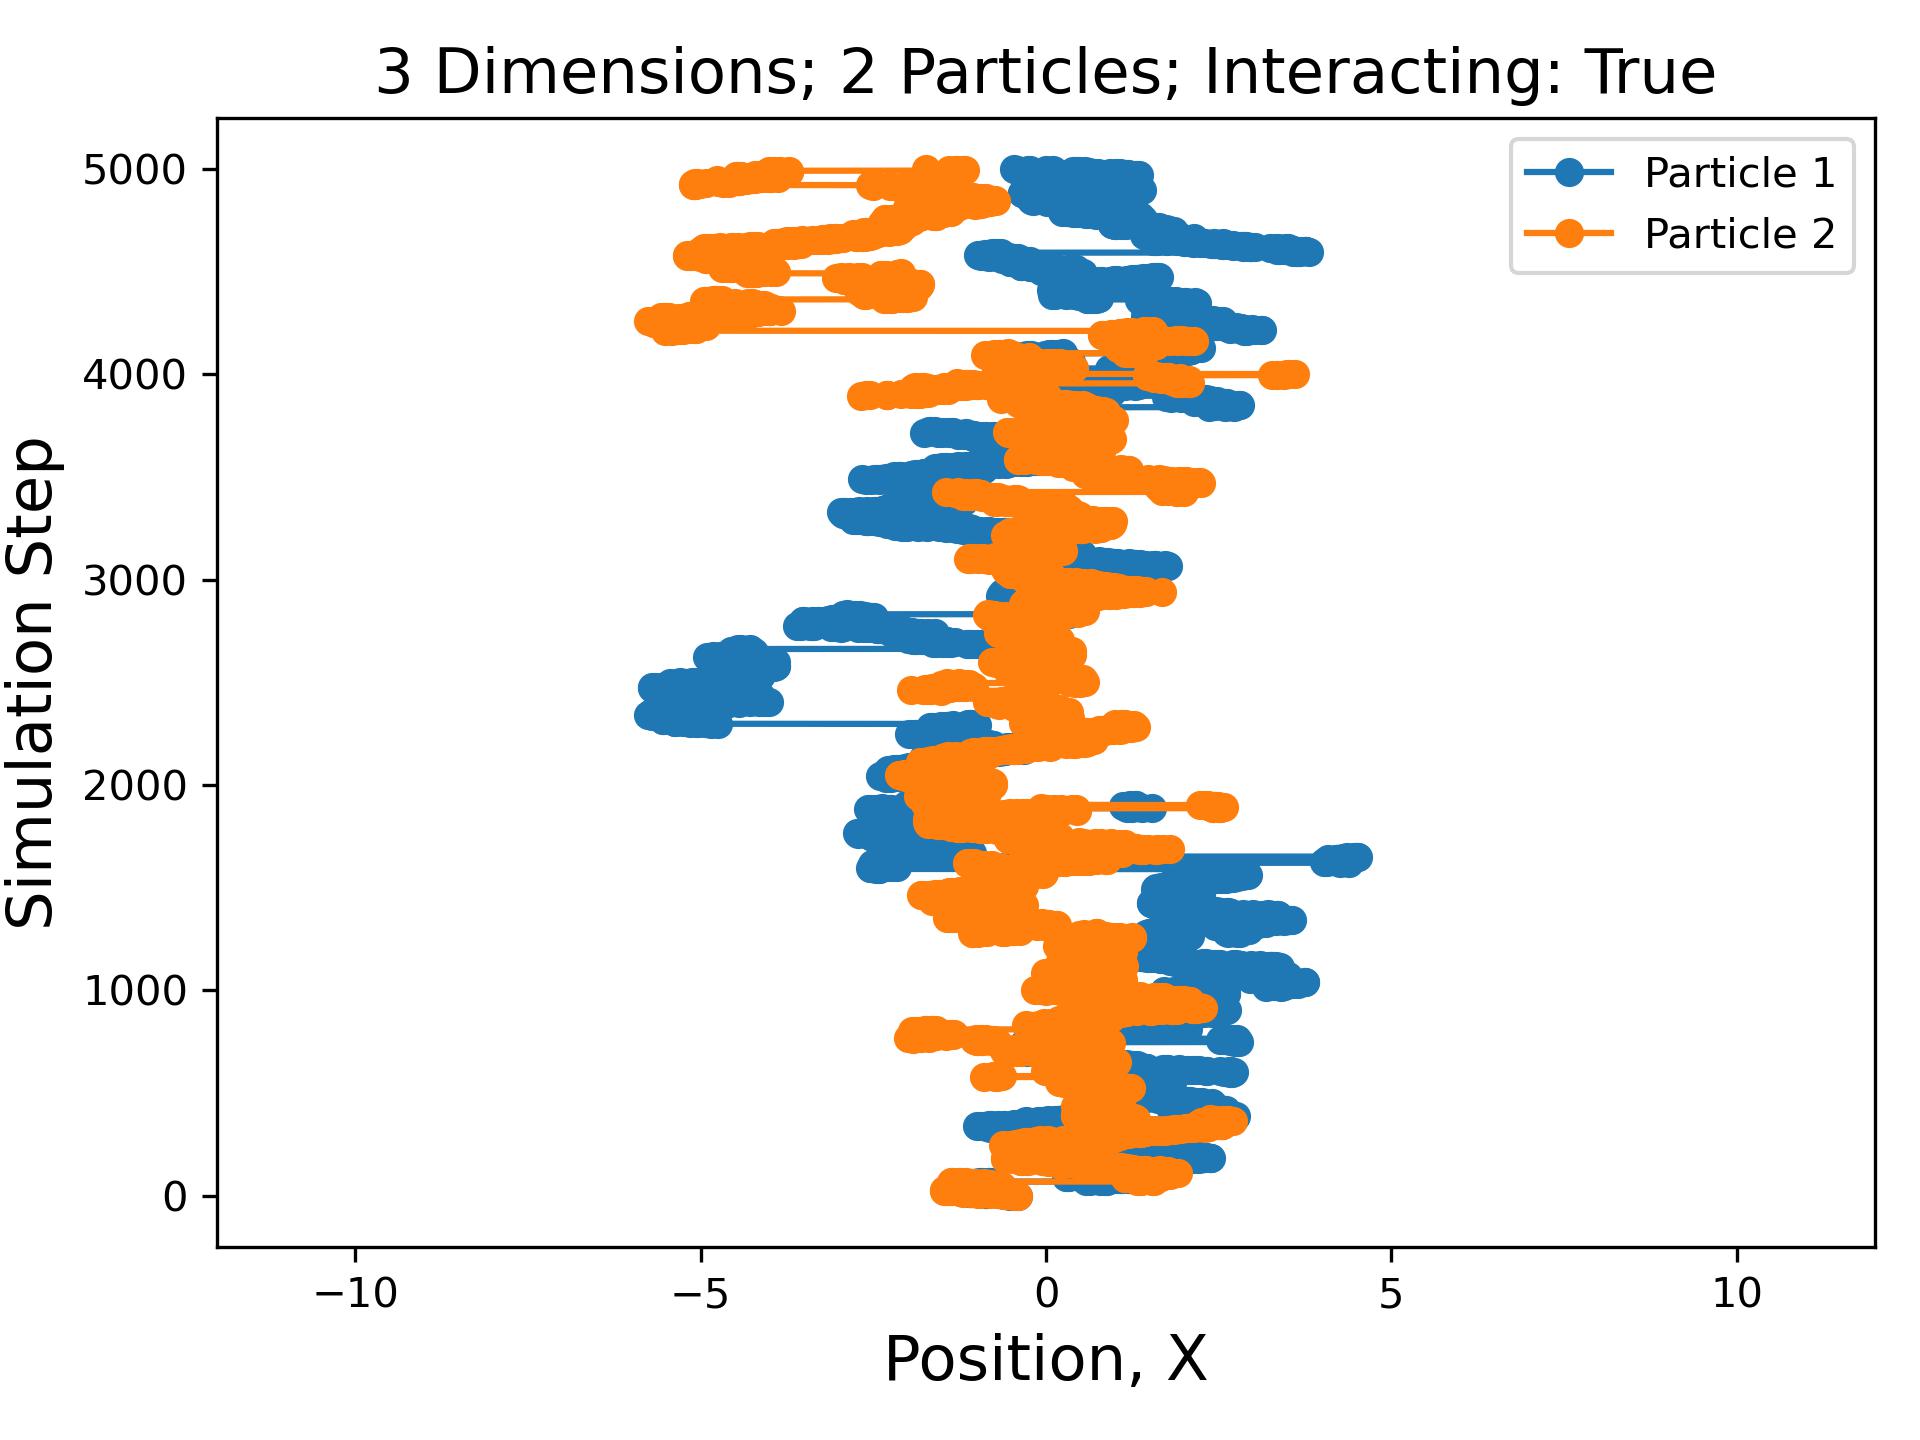 3 Dimensions; 2 Particles; Interacting: True
Particle 1
Particle 2
Simulation Step
5000
4000
3000
2000
1000
0
−10
−5
0
5
10
Position, X